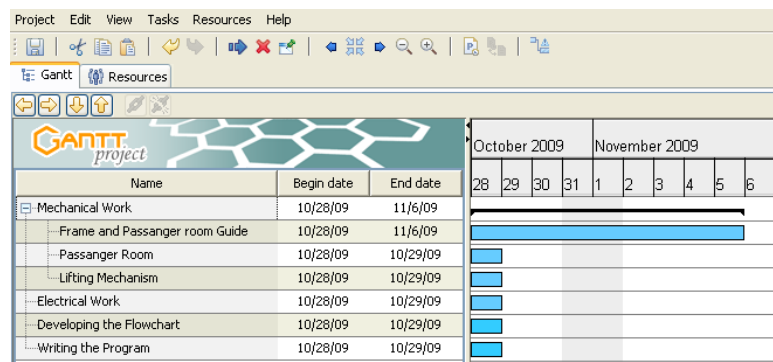 Project Edit View Tasks Resources Help
Gantt Resources
GANTT
project
October 2009 November 2009
Name Begin date End date 28 29 30 31 1 2 3 4 5 6
Mechanical Work 10/28/09 11/6/09
Frame and Passanger room Guide 10/28/09 11/6/09
Passanger Room 10/28/09 10/29/09
Lifting Mechanism 10/28/09 10/29/09
Electrical Work 10/28/09 10/29/09
Developing the Flowchart 10/28/09 10/29/09
Writing the Program 10/28/09 10/29/09